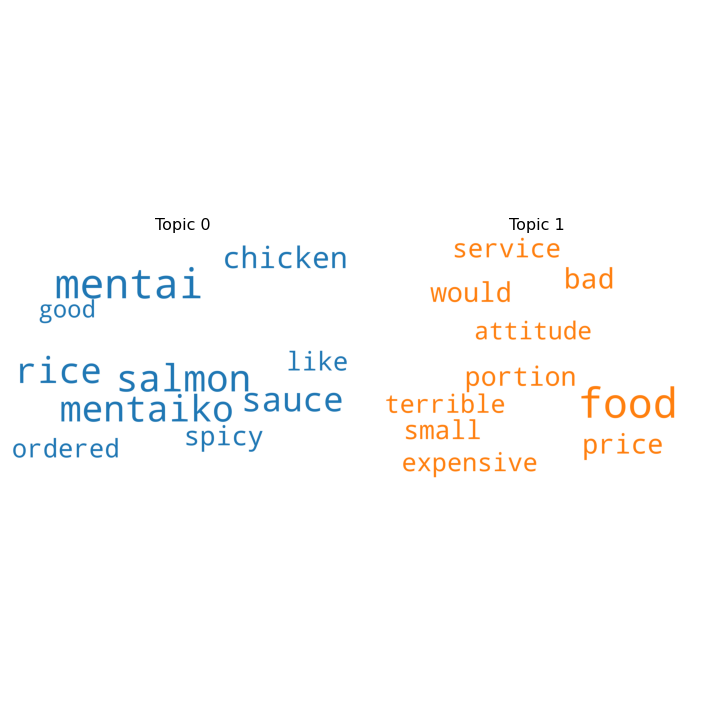 Topic 0
chicken
mentai
good
like
rice
salmon
sauce
mentaiko
spicy
ordered
Topic 1
service
bad
would
attitude
portion
food
terrible
small
price
expensive